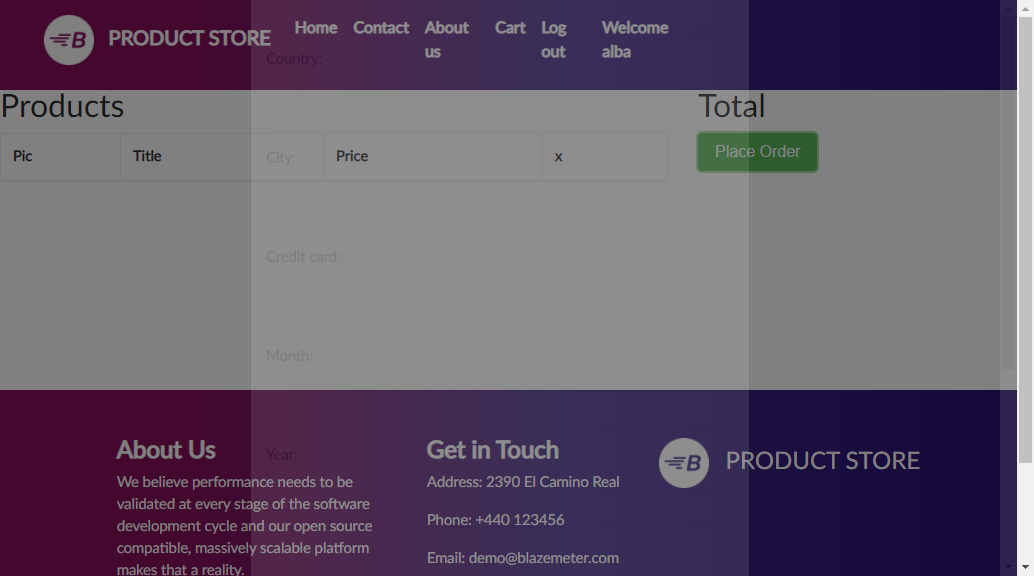 PRODUCT STORE
Home Contact About us Cart Log out Welcome alba
Country:
Products
Total
Pic Title City: Price x
Place Order
Credit card:
Month:
About Us
Get in Touch
PRODUCT STORE
Year:
We believe performance needs to be
validated at every stage of the software
development cycle and our open source
compatible, massively scalable platform
makes that a reality.
Address: 2390 El Camino Real
Phone: +440 123456
Email: demo@blazemeter.com